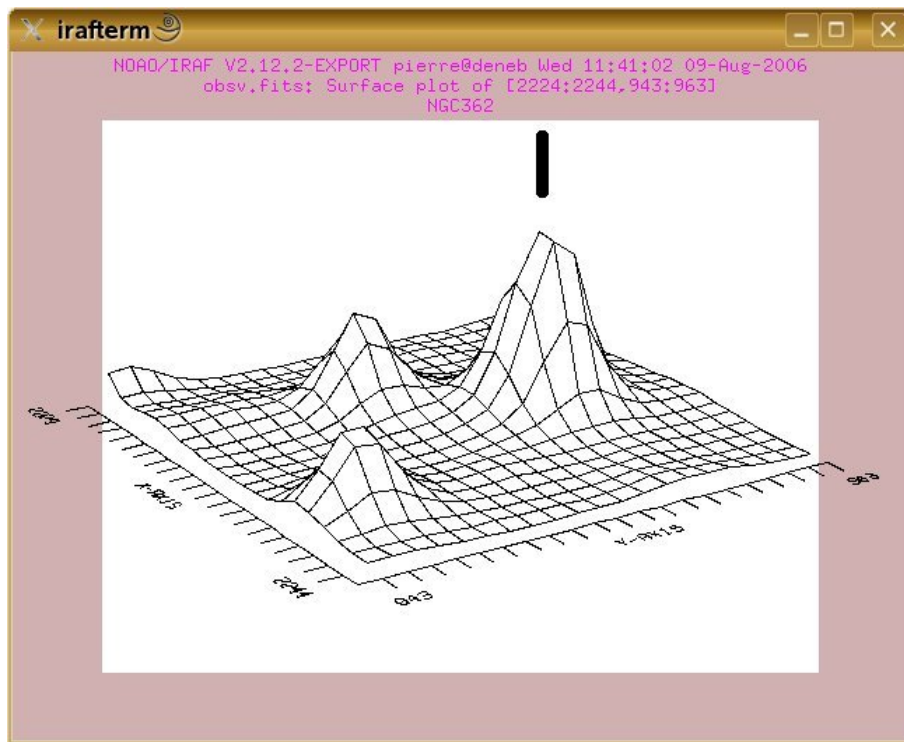 irafterm
NOAO/IRAF V2.12.2-EXPORT pierre@deneb Wed 11:41:02 09-Aug-2006
obsv.fits: Surface plot of [2224:2244,943:963]
NGC362
2224
X-AXIS
2244
943
Y-AXIS
963